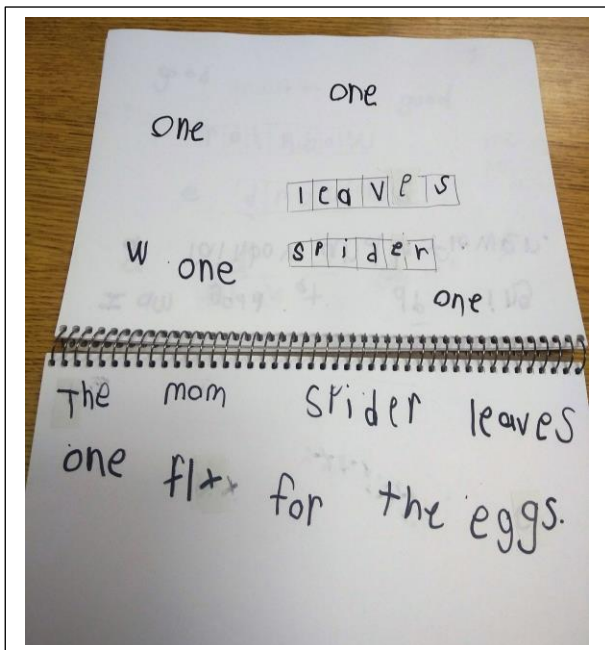 one
one
leaves
spider
W one
one
The mom spider leaves
one for the eggs.